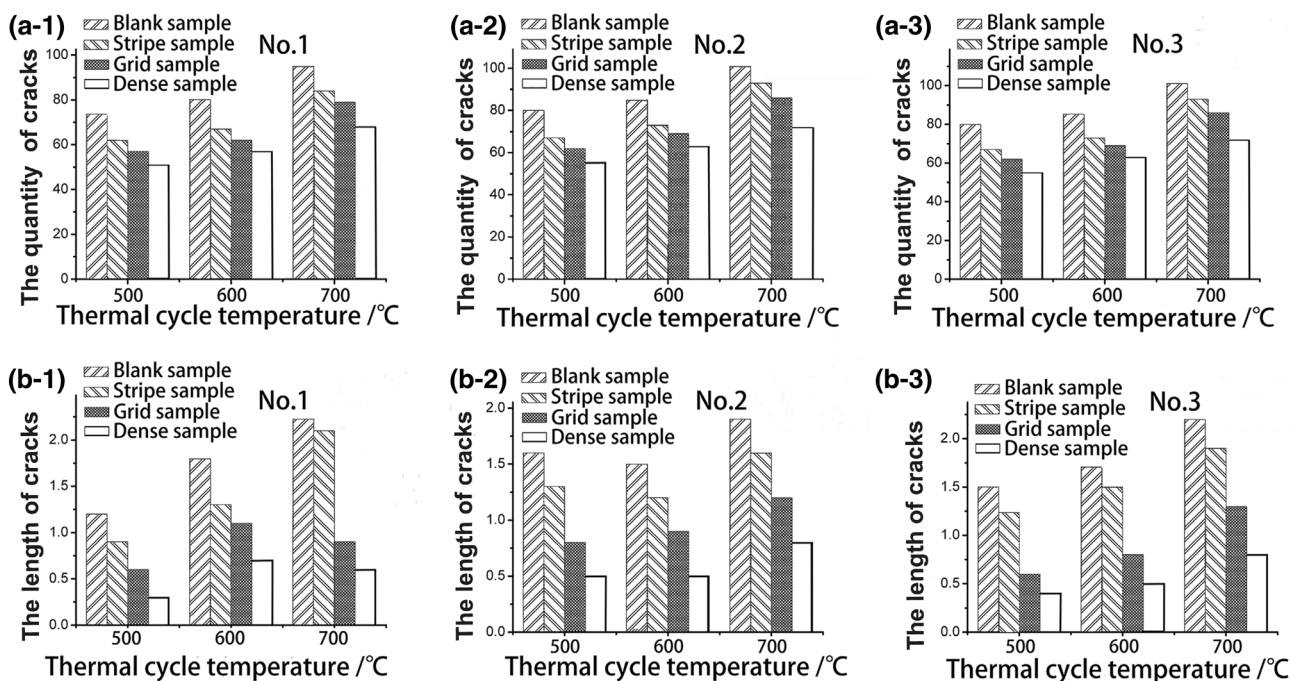 (a-1)
Blank sample
Stripe sample
Grid sample
Dense sample
No.1
The quantity of cracks
100
80
60
40
20
0
500 600 700
Thermal cycle temperature /℃
(a-2)
Blank sample
Stripe sample
Grid sample
Dense sample
No.2
The quantity of cracks
100
80
60
40
20
0
500 600 700
Thermal cycle temperature /℃
(a-3)
Blank sample
Stripe sample
Grid sample
Dense sample
No.3
The quantity of cracks
100
80
60
40
20
0
500 600 700
Thermal cycle temperature /℃
(b-1)
Blank sample
Stripe sample
Grid sample
Dense sample
No.1
The length of cracks
2.0
1.5
1.0
0.5
0.0
500 600 700
Thermal cycle temperature /℃
(b-2)
Blank sample
Stripe sample
Grid sample
Dense sample
No.2
The length of cracks
2.0
1.5
1.0
0.5
0.0
500 600 700
Thermal cycle temperature /℃
(b-3)
Blank sample
Stripe sample
Grid sample
Dense sample
No.3
The length of cracks
2.0
1.5
1.0
0.5
0.0
500 600 700
Thermal cycle temperature /℃